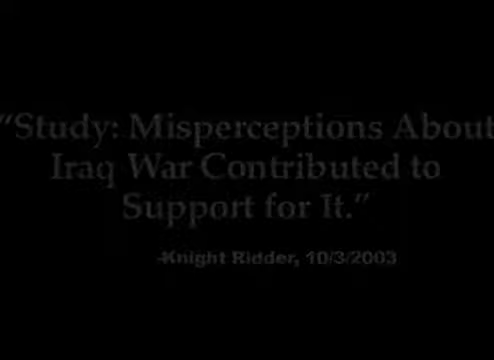 "Study: Misperceptions About
Iraq War Contributed to
Support for It."
-Knight Ridder, 10/3/2003